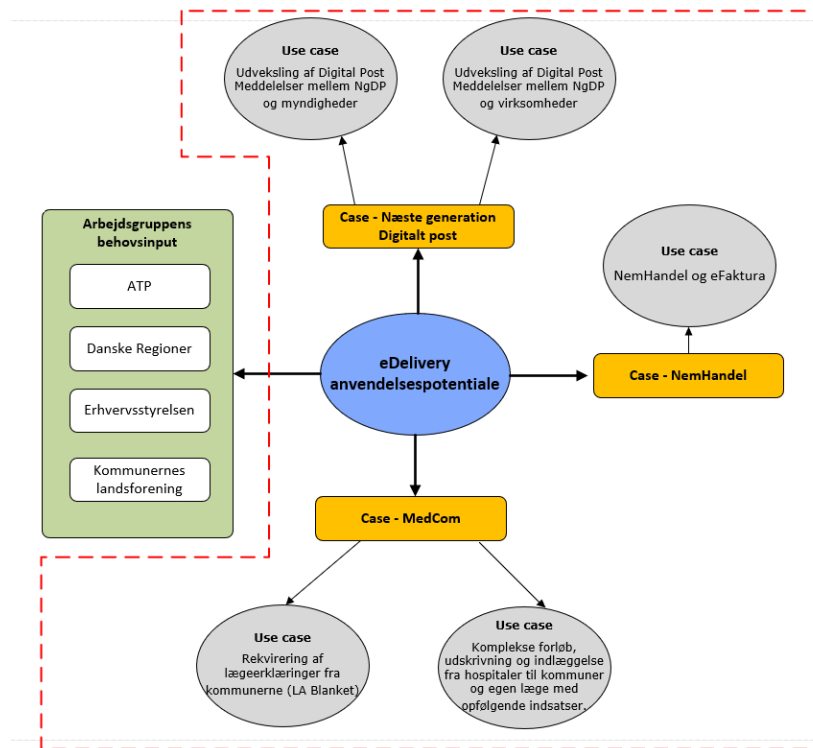 Use case
Udveksling af Digital Post
Meddelelser mellem NgDP
og myndigheder
Use case
Udveksling af Digital Post
Meddelelser mellem NgDP
og virksomheder
Case - Næste generation
Digitalt post
Arbejdsgruppens
behovsinput
ATP
Danske Regioner
Erhvervsstyrelsen
Kommunernes
landsforening
Use case
NemHandel og eFaktura
eDelivery
anvendelsespotentiale
Case - NemHandel
Case - MedCom
Use case
Rekvirering af
lægeerklæringer fra
kommunerne (LA Blanket)
Use case
Komplekse forløb,
udskrivning og indlæggelse
fra hospitaler til kommuner
og egen læge med
opfølgende indsatser.